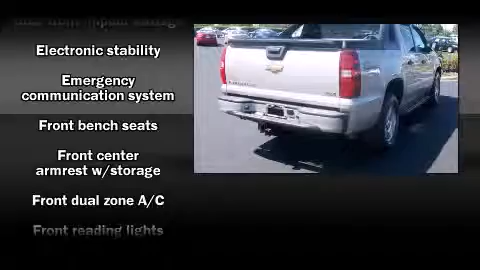 Electronic stability
Emergency
communication system
Front bench seats
Front center
armrest w/storage
Front dual zone A/C
Front reading lights